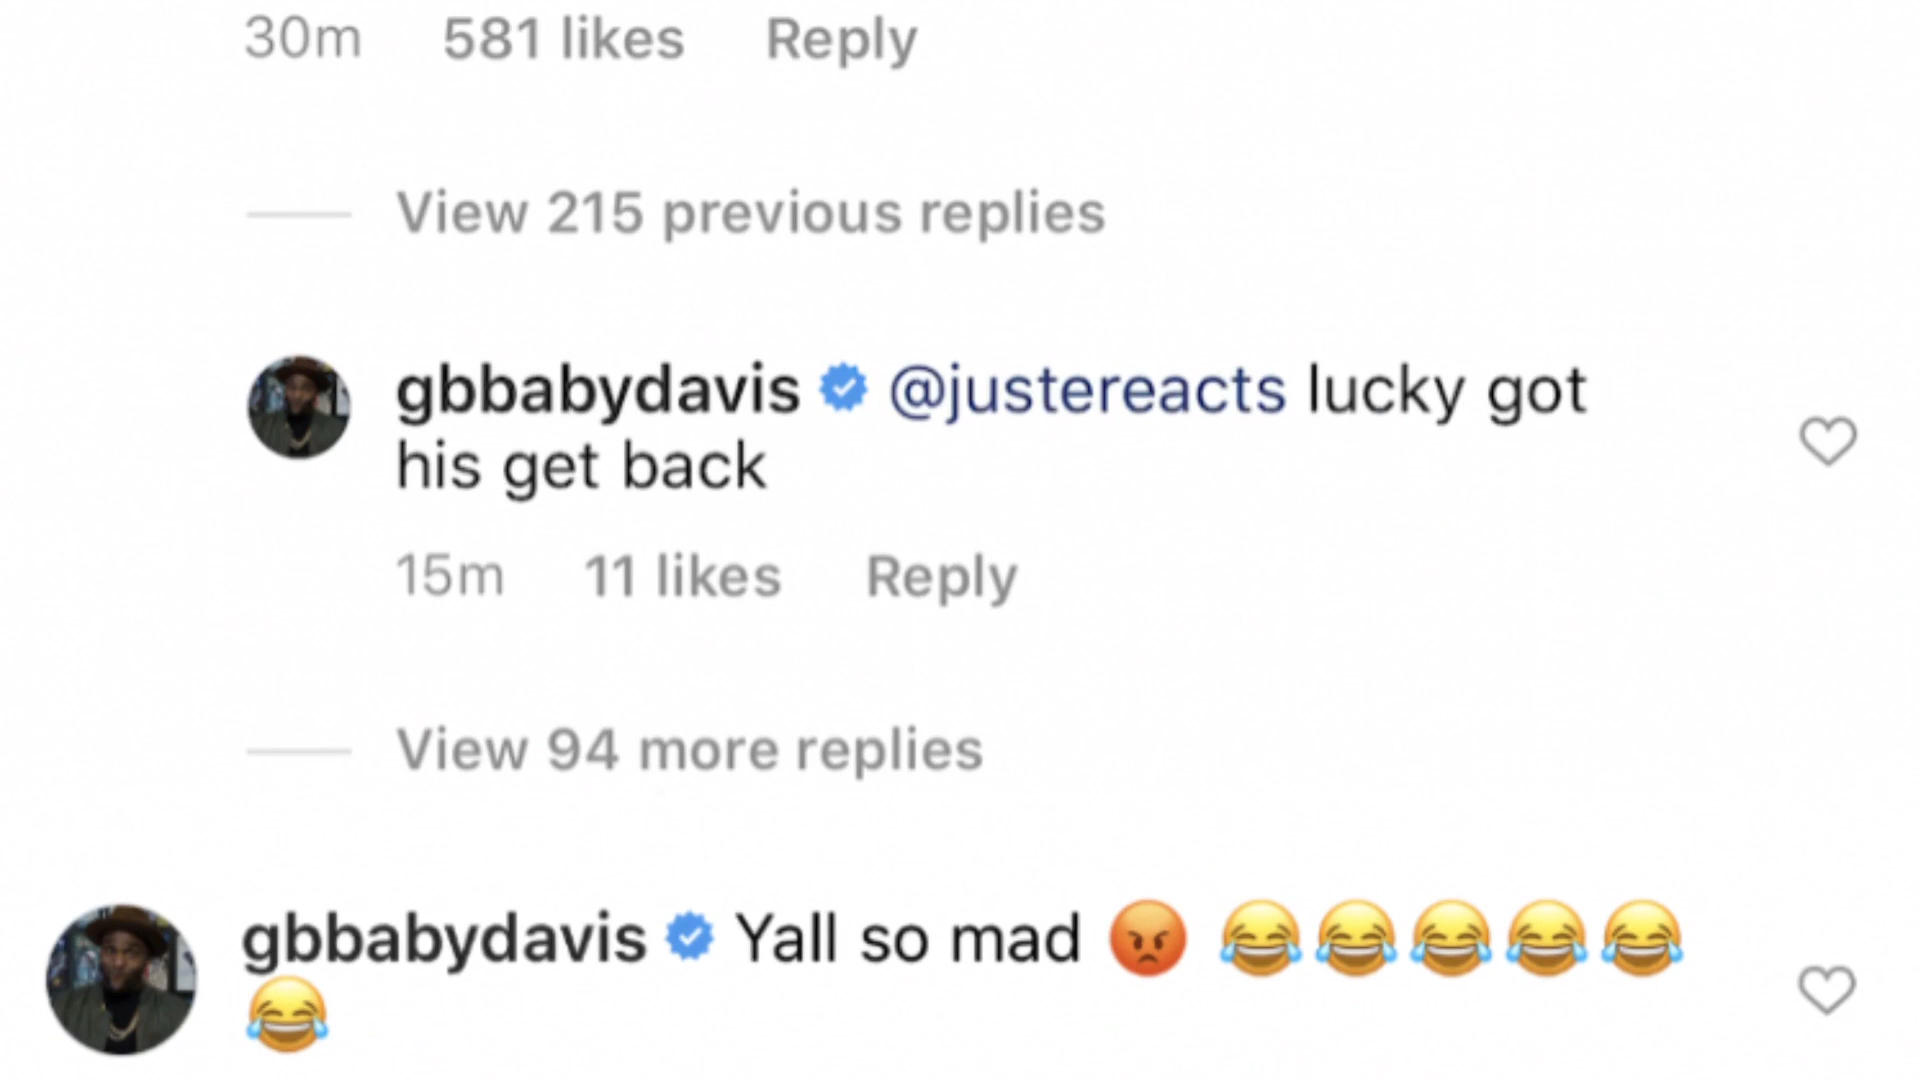 30m 581 likes Reply
View 215 previous replies
gbbabydavis @justereacts lucky got
his get back
15m 11 likes Reply
View 94 more replies
gbbabydavis Yall so mad 😡 😂😂😂😂😂
😂